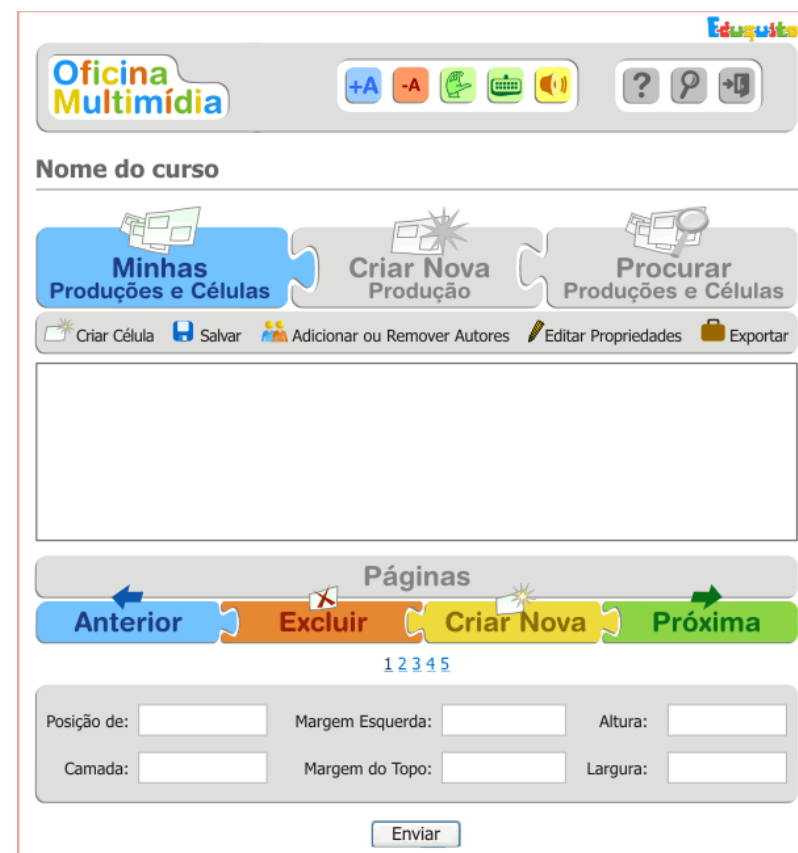 Eduquito
Oficina
Multimídia
+A -A ?
Nome do curso
Minhas
Produções e Células
Criar Nova
Produção
Procurar
Produções e Células
Criar Célula Salvar Adicionar ou Remover Autores Editar Propriedades Exportar
Páginas
Anterior Excluir Criar Nova Próxima
1 2 3 4 5
Posição de: Margem Esquerda: Altura:
Camada: Margem do Topo: Largura:
Enviar